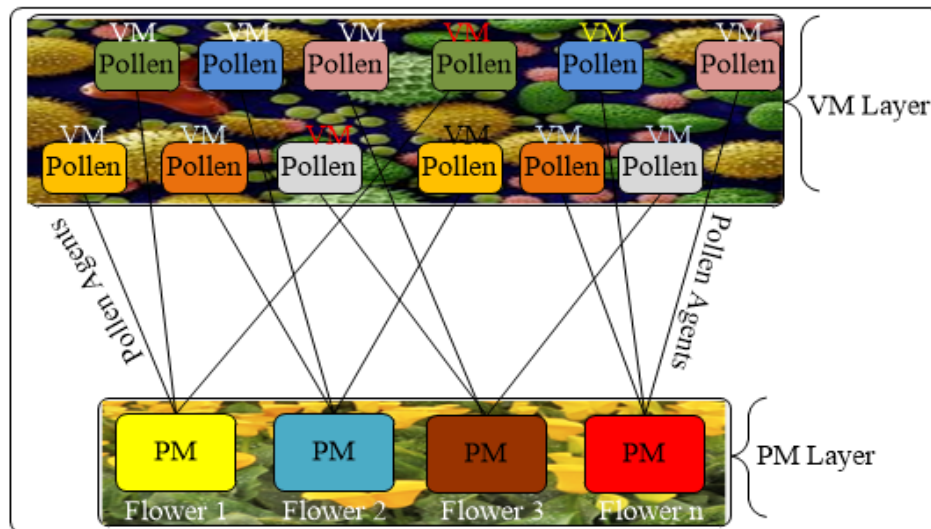 VM VM VM VM VM VM
Pollen Pollen Pollen Pollen Pollen Pollen
VM Layer
VM VM VM VM VM VM
Pollen Pollen Pollen Pollen Pollen Pollen
Pollen Agents
Pollen Agents
PM PM PM PM
PM Layer
Flower 1 Flower 2 Flower 3 Flower n